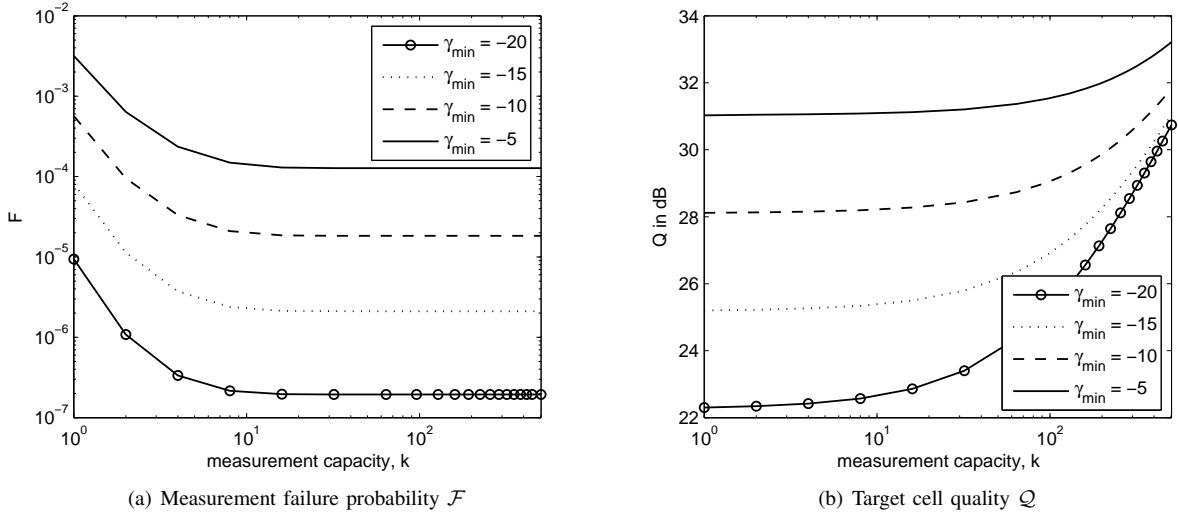 10^-2
10^-3
10^-4
10^-5
10^-6
10^-7
F
γmin = −20
γmin = −15
γmin = −10
γmin = −5
10^0
10^1
10^2
measurement capacity, k
(a) Measurement failure probability ℱ
34
32
30
28
26
24
22
Q in dB
γmin = −20
γmin = −15
γmin = −10
γmin = −5
10^0
10^1
10^2
measurement capacity, k
(b) Target cell quality 𝒬